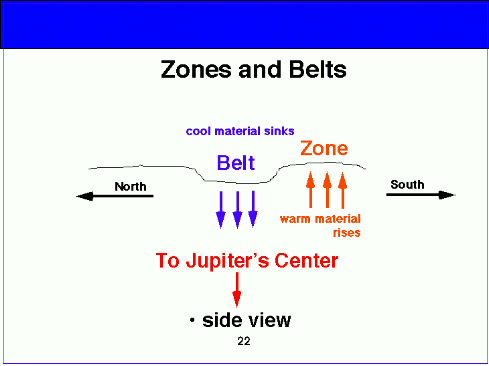 Zones and Belts
cool material sinks
Belt
Zone
North
South
warm material
rises
To Jupiter's Center
• side view
22